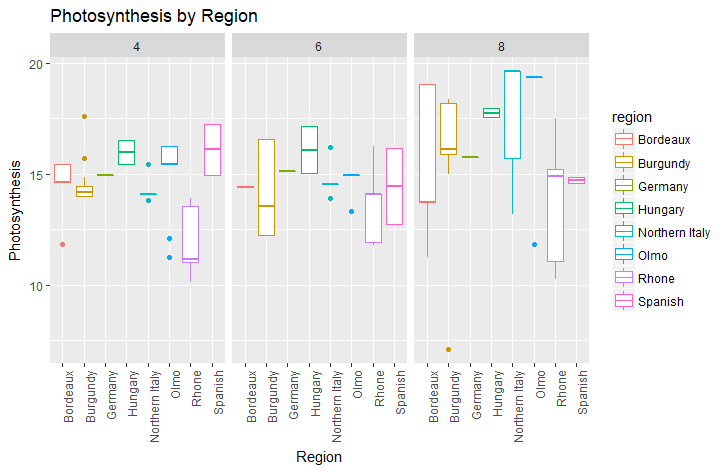 Photosynthesis by Region
4 6 8
20
15
10
Photosynthesis
Bordeaux Burgundy Germany Hungary Northern Italy Olmo Rhone Spanish
Bordeaux Burgundy Germany Hungary Northern Italy Olmo Rhone Spanish
Bordeaux Burgundy Germany Hungary Northern Italy Olmo Rhone Spanish
Region
region
Bordeaux
Burgundy
Germany
Hungary
Northern Italy
Olmo
Rhone
Spanish